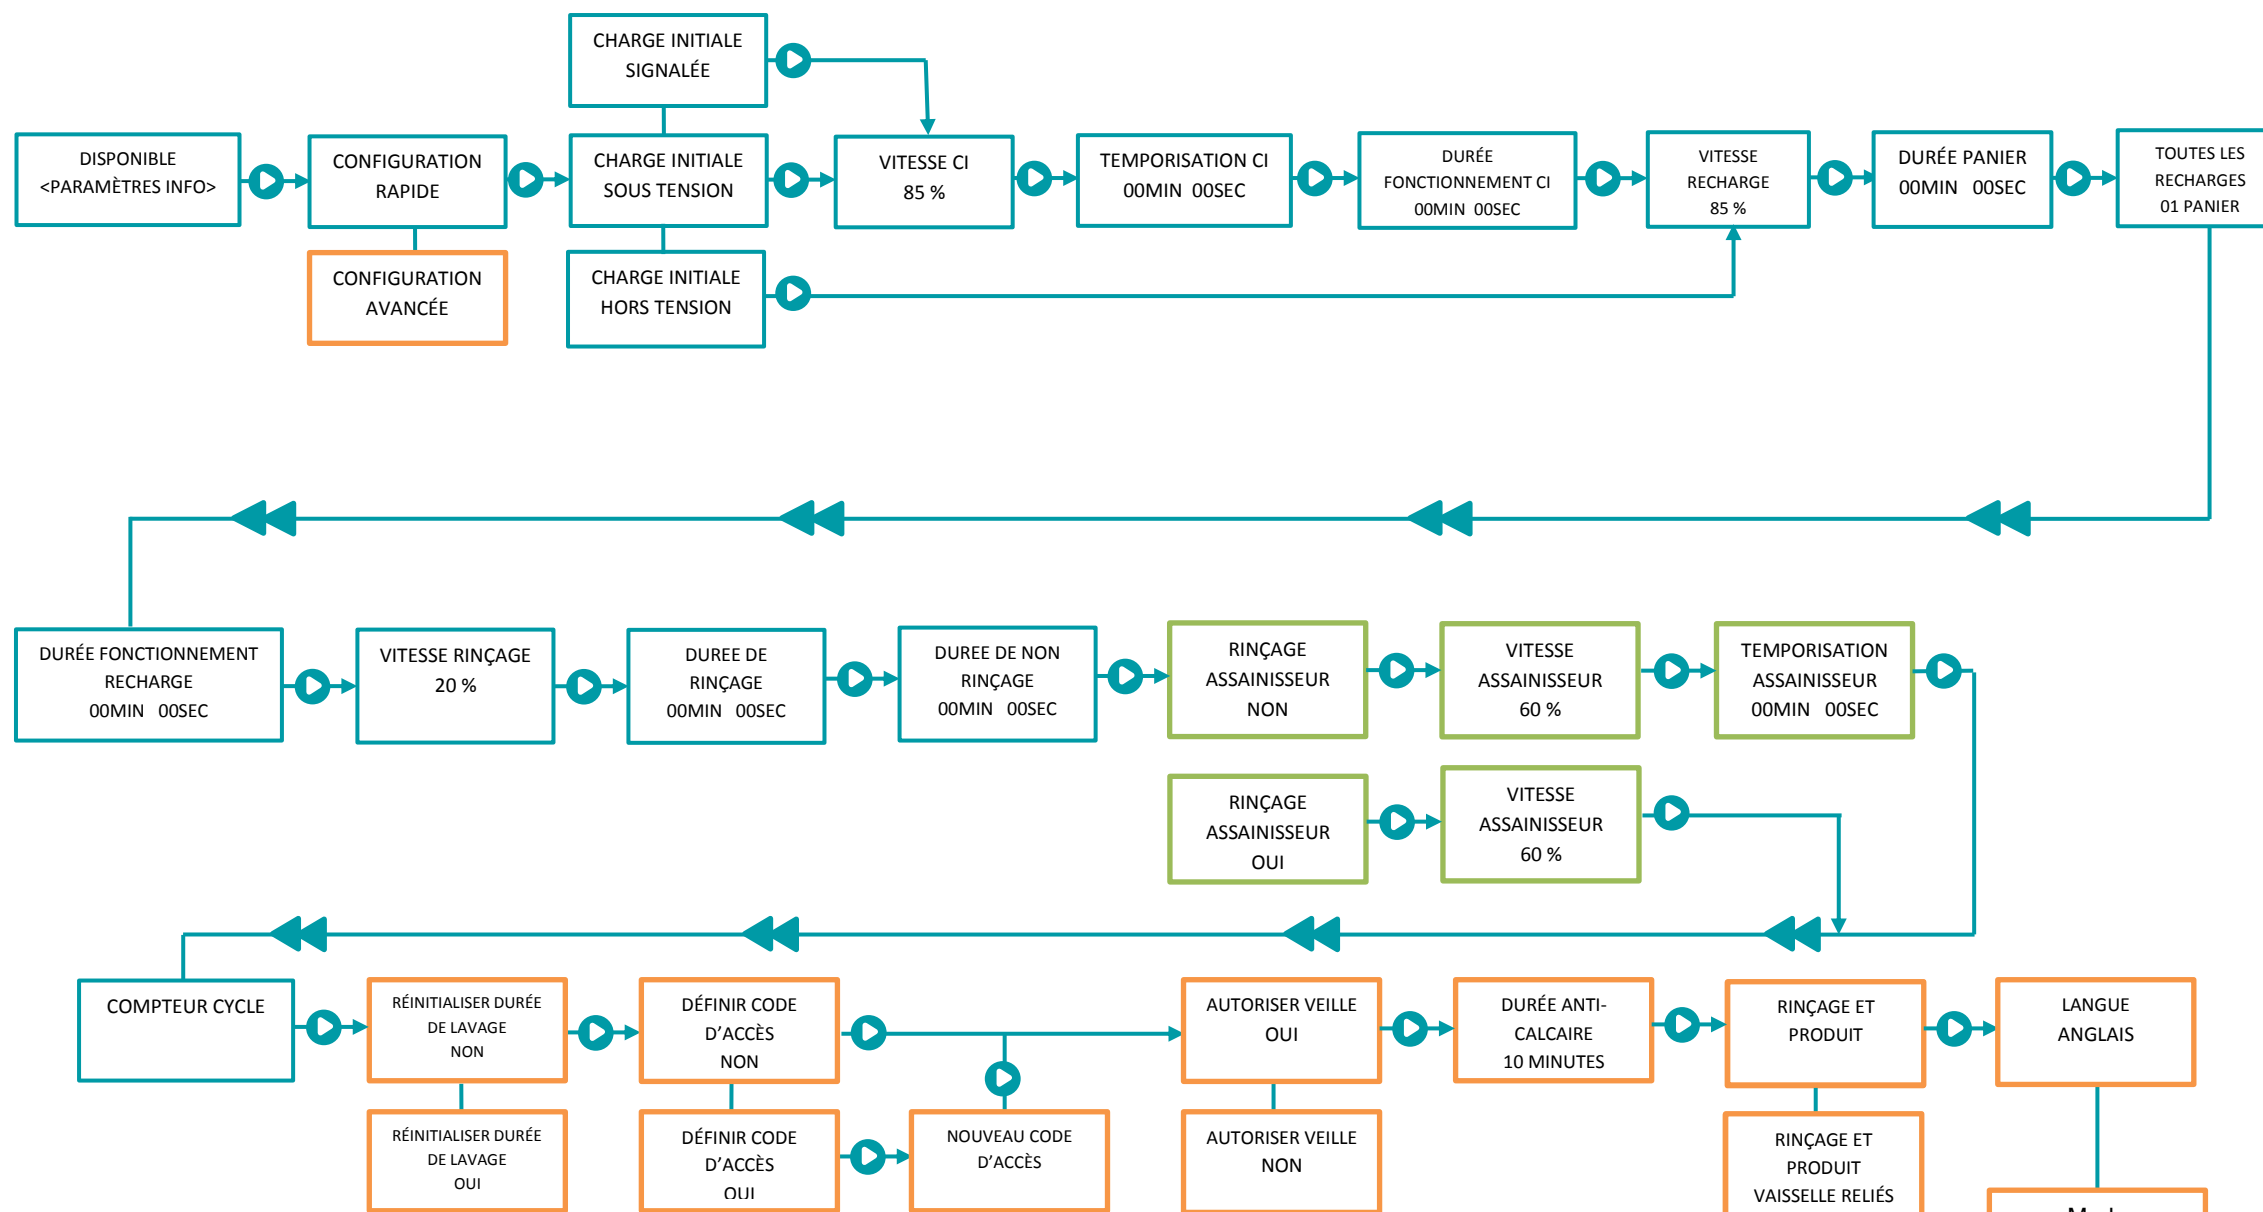 CHARGE INITIALE
SIGNALÉE
DISPONIBLE
<PARAMÈTRES INFO>
CONFIGURATION
RAPIDE
CHARGE INITIALE
SOUS TENSION
VITESSE CI
85 %
TEMPORISATION CI
00MIN 00SEC
DURÉE
FONCTIONNEMENT CI
00MIN 00SEC
VITESSE
RECHARGE
85 %
DURÉE PANIER
00MIN 00SEC
TOUTES LES
RECHARGES
01 PANIER
CONFIGURATION
AVANCÉE
CHARGE INITIALE
HORS TENSION
DURÉE FONCTIONNEMENT
RECHARGE
00MIN 00SEC
VITESSE RINÇAGE
20 %
DUREE DE
RINÇAGE
00MIN 00SEC
DUREE DE NON
RINÇAGE
00MIN 00SEC
RINÇAGE
ASSAINISSEUR
NON
VITESSE
ASSAINISSEUR
60 %
TEMPORISATION
ASSAINISSEUR
00MIN 00SEC
RINÇAGE
ASSAINISSEUR
OUI
VITESSE
ASSAINISSEUR
60 %
COMPTEUR CYCLE
RÉINITIALISER DURÉE
DE LAVAGE
NON
DÉFINIR CODE
D'ACCÈS
NON
AUTORISER VEILLE
OUI
DURÉE ANTI-
CALCAIRE
10 MINUTES
RINÇAGE ET
PRODUIT
LANGUE
ANGLAIS
RÉINITIALISER DURÉE
DE LAVAGE
OUI
DÉFINIR CODE
D'ACCÈS
OUI
NOUVEAU CODE
D'ACCÈS
AUTORISER VEILLE
NON
RINÇAGE ET
PRODUIT
VAISSELLE RELIÉS